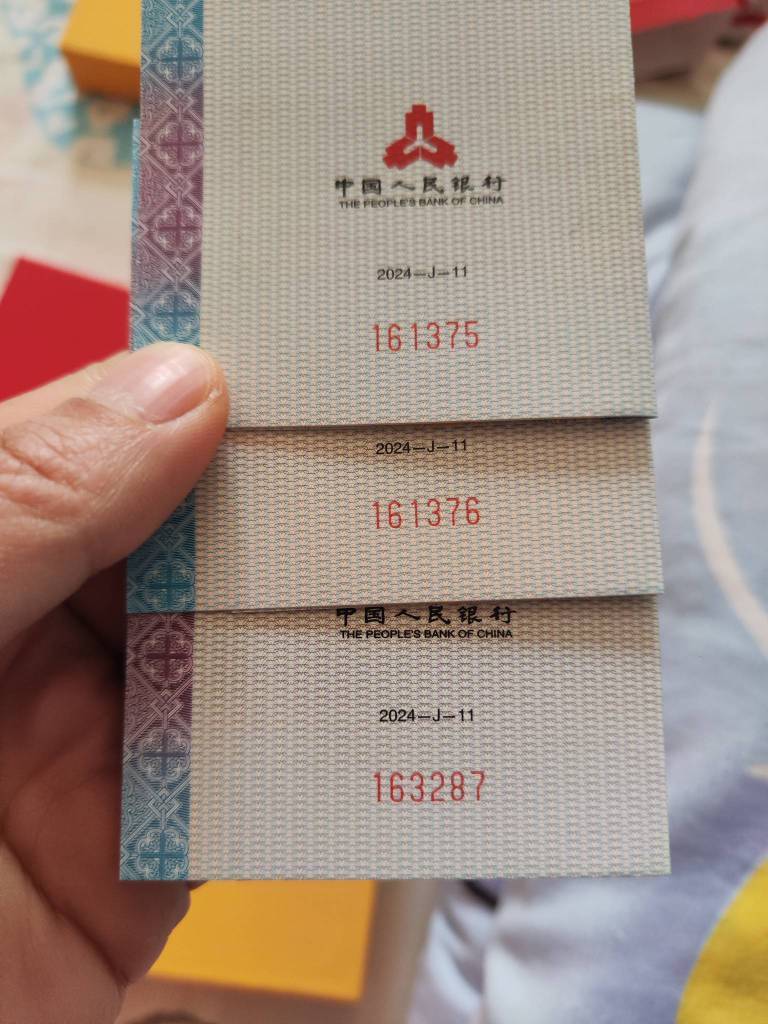 中国人民银行
THE PEOPLE'S BANK OF CHINA
2024—J—11
161375
2024—J—11
161376
中国人民银行
THE PEOPLE'S BANK OF CHINA
2024—J—11
163287